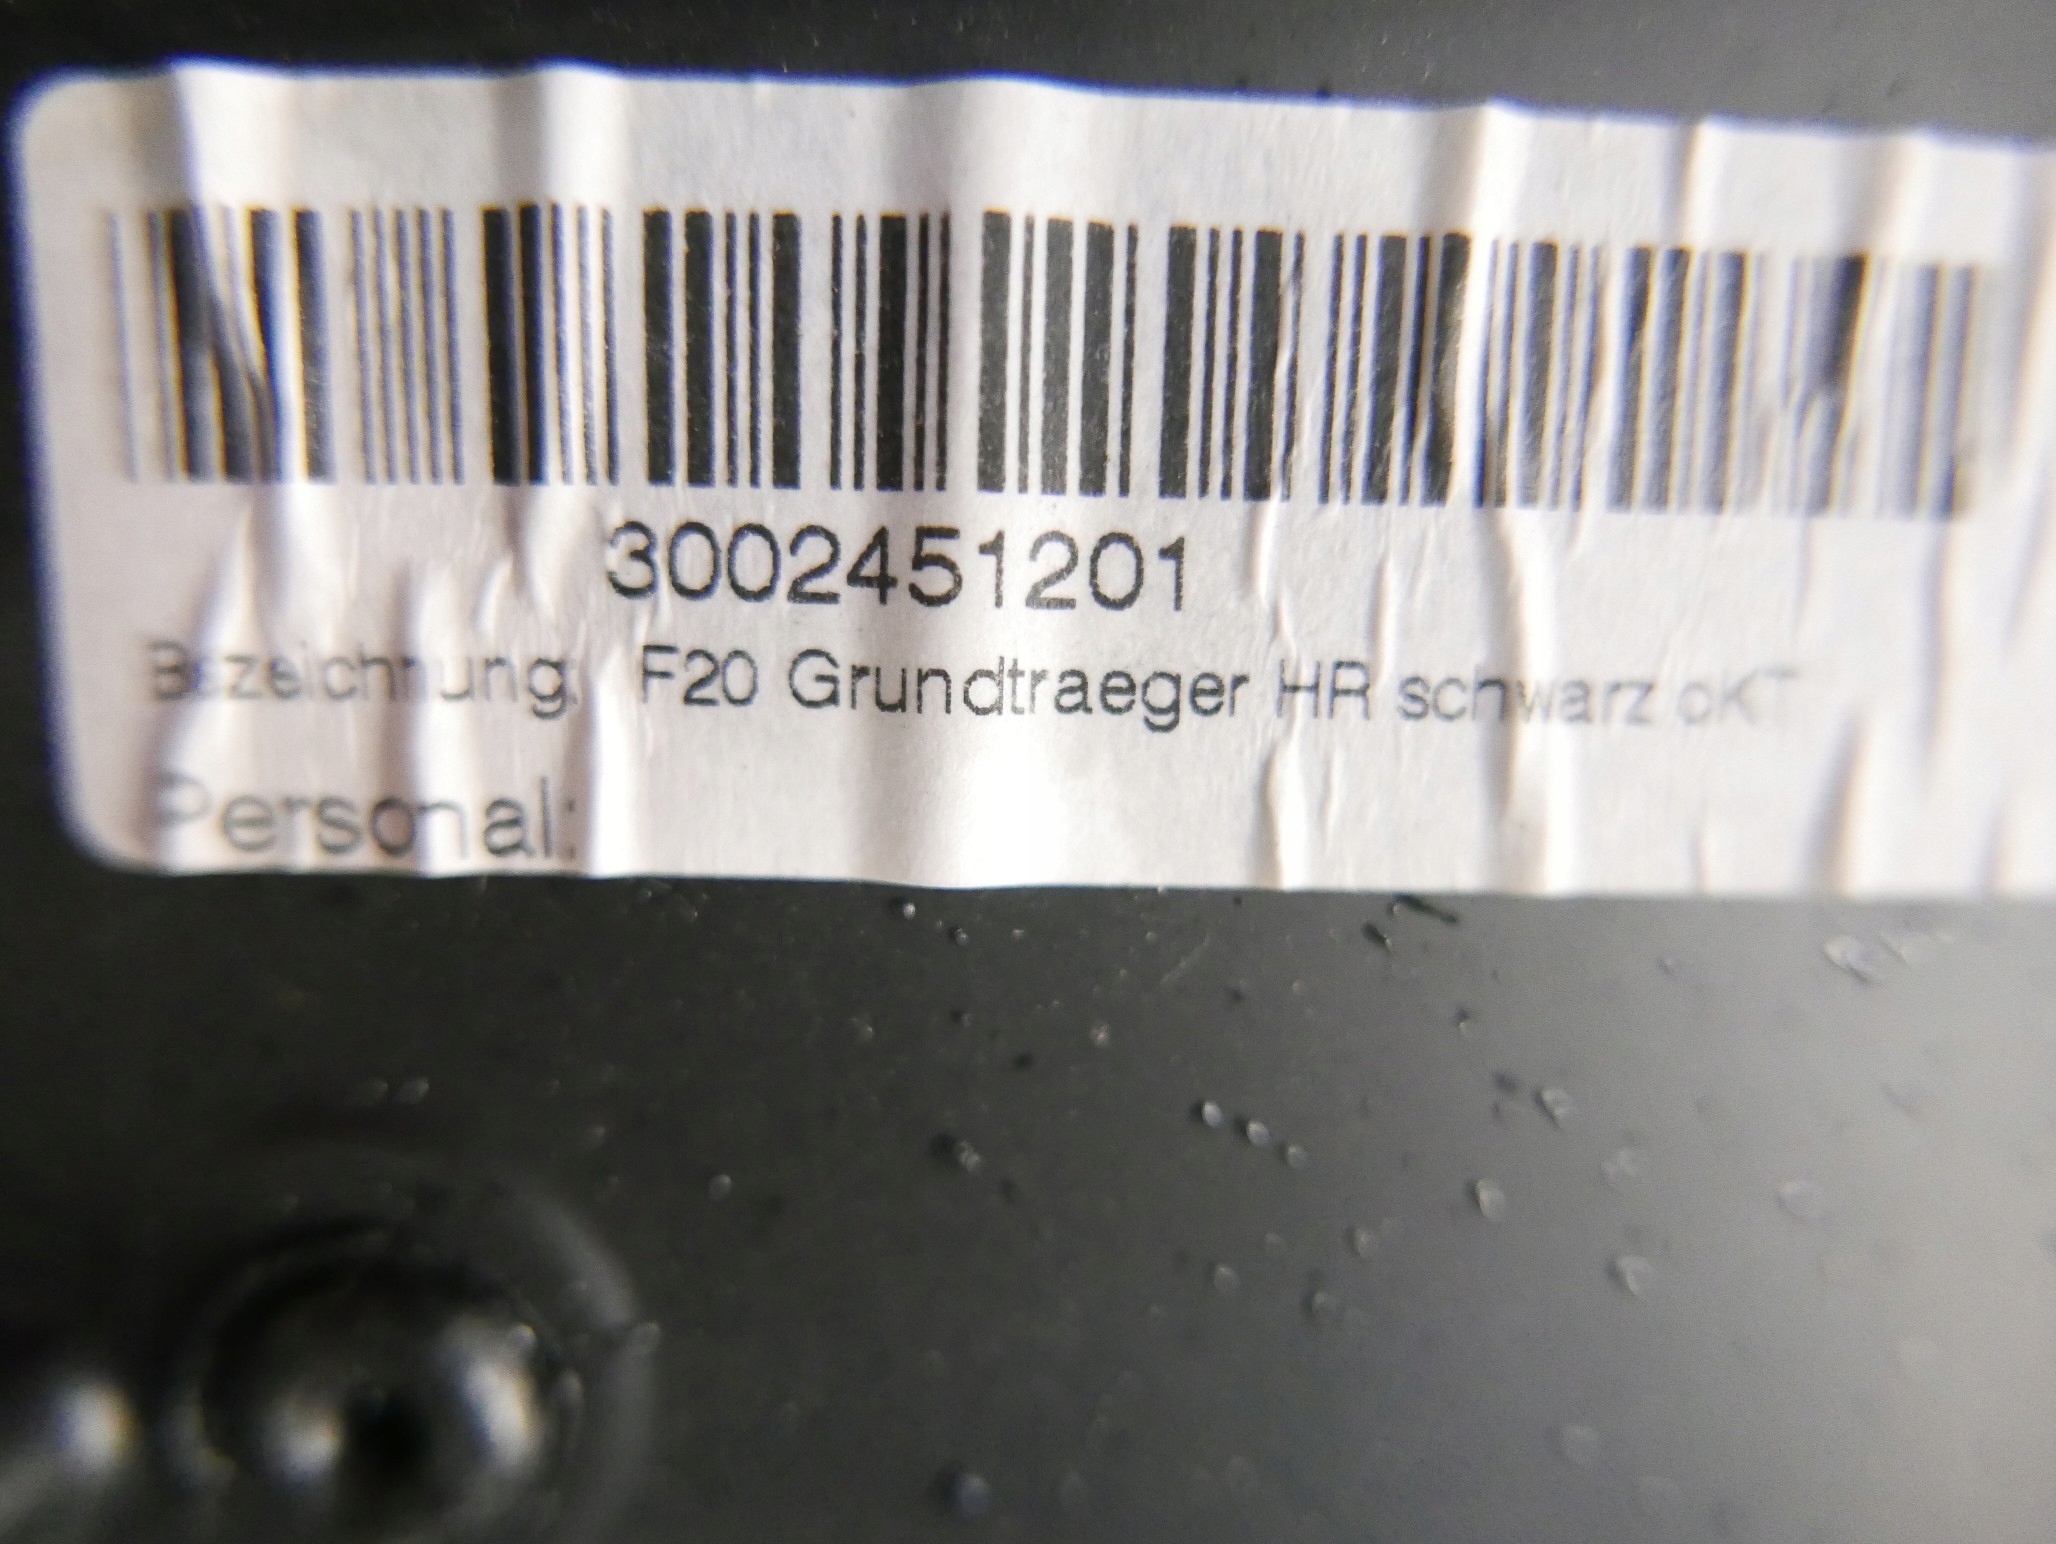 3002451201
Bezeichnung: F20 Grundtraeger HR schwarz oKT
Personal: